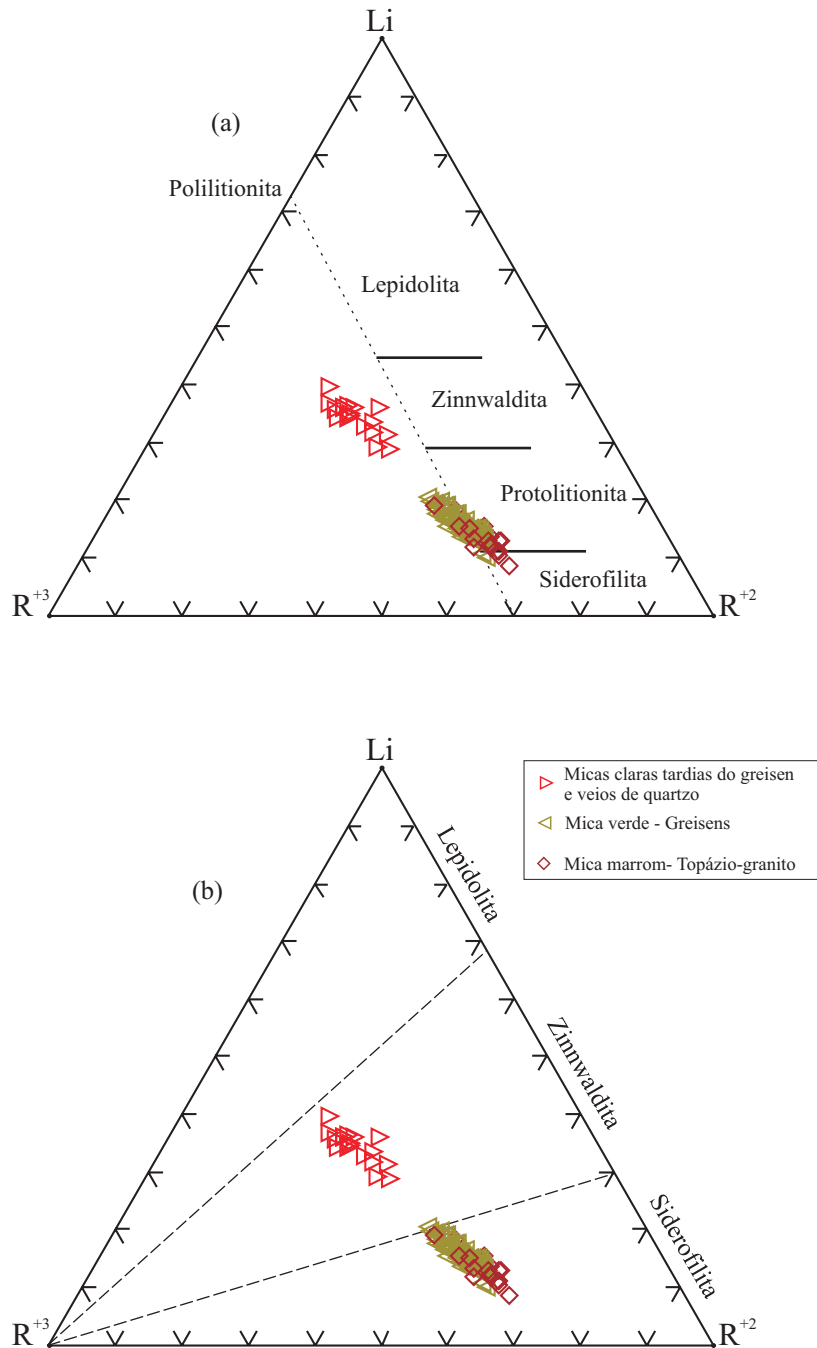 Li
(a)
Polilitionita
Lepidolita
Zinnwaldita
Protolitionita
Siderofilita
R+3
R+2
Li
Micas claras tardias do greisen
e veios de quartzo
Mica verde - Greisens
Mica marrom- Topázio-granito
(b)
Lepidolita
Zinnwaldita
Siderofilita
R+3
R+2